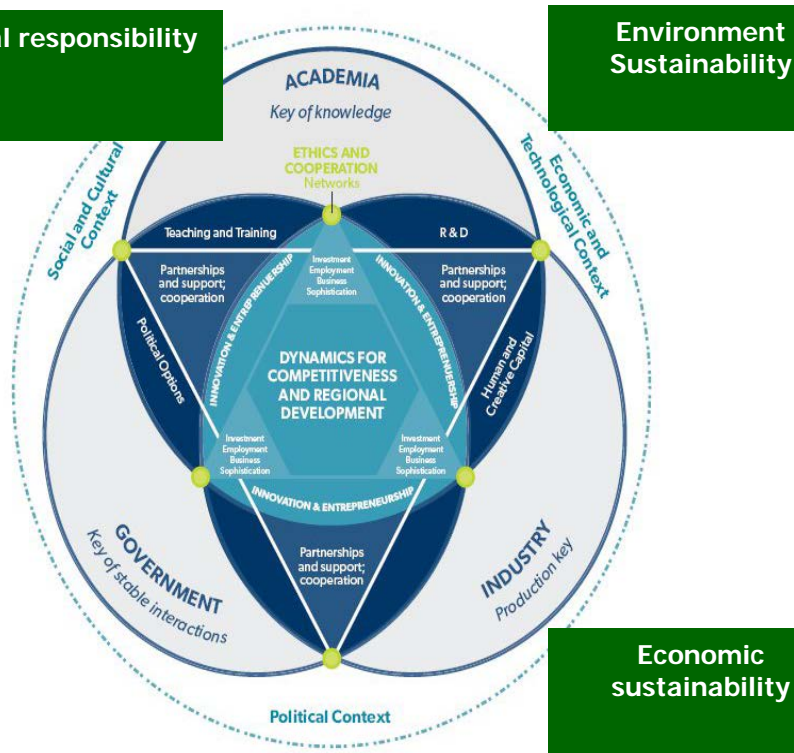 al responsibility
Environment
Sustainability
ACADEMIA
Key of knowledge
ETHICS AND
COOPERATION
Networks
Social and Cultural
Context
Economic and
Technological Context
Teaching and Training
R & D
Partnerships
and support;
cooperation
Investment
Employment
Business
Sophistication
Partnerships
and support;
cooperation
INNOVATION & ENTREPRENUERSHIP
INNOVATION & ENTREPRENUERSHIP
Political Options
Human and
Creative Capital
DYNAMICS FOR
COMPETITIVENESS
AND REGIONAL
DEVELOPMENT
Investment
Employment
Business
Sophistication
Investment
Employment
Business
Sophistication
INNOVATION & ENTREPRENEURSHIP
GOVERNMENT
Key of stable interactions
Partnerships
and support;
cooperation
INDUSTRY
Production key
Economic
sustainability
Political Context